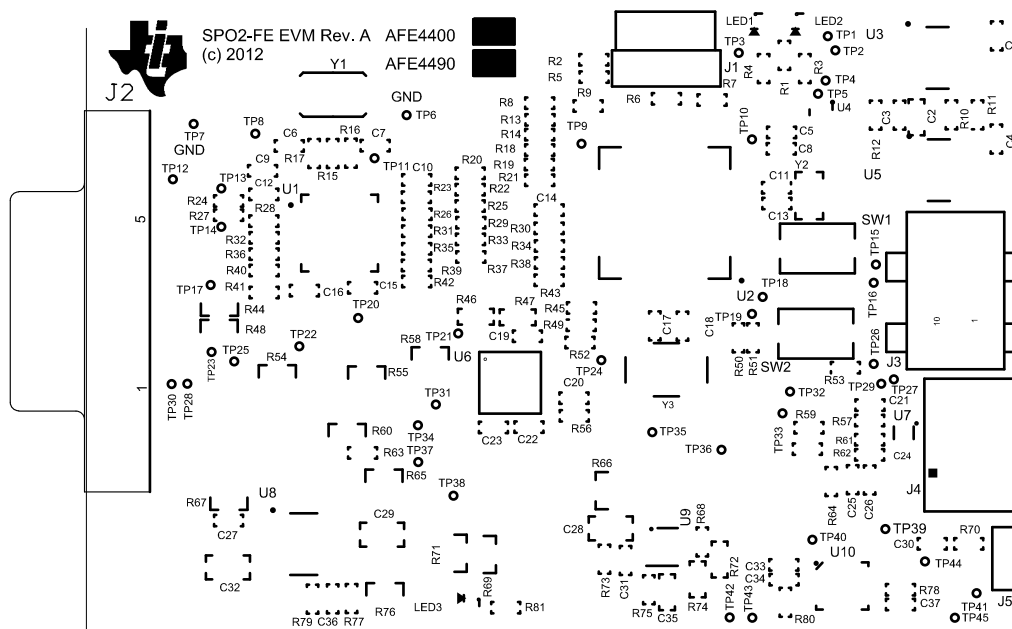 SPO2-FE EVM Rev. A AFE4400
(c) 2012 AFE4490
J2
Y1
LED1
LED2
TP1
TP2
U3
TP3
J1
R2
R5
R4
R1
R3
TP4
TP5
U4
R6
R7
R9
GND
TP6
TP7
GND
TP8
C6
R16
C7
R17
R15
TP11
C10
R8
R13
R14
R18
R19
R21
TP9
TP10
C5
C8
Y2
C3
R12
C2
R10
R11
U5
C11
C13
TP12
C9
TP13
C12
U1
R24
R27
R28
TP14
R32
R36
R40
R41
R20
R23
R22
R25
R26
R29
R31
R33
R35
R37
R39
R42
C14
R30
R34
R38
R43
5
SW1
TP15
TP16
TP17
C16
C15
TP20
R44
R48
R46
R47
R45
R49
C19
R52
C17
C18
U2
TP18
TP19
R50
R51
SW2
TP26
10
1
J3
TP22
TP23
TP25
R54
R58
TP21
U6
R55
TP24
C20
R56
Y3
R53
TP29
TP27
C21
TP30
TP28
1
TP31
TP32
TP33
R59
R57
U7
R61
R62
C24
R60
TP34
TP37
C23
C22
TP35
TP36
R63
R65
R66
R64
C25
C26
J4
TP38
R67
U8
C27
C29
C28
U9
R68
TP39
TP40
U10
C30
R70
TP44
C32
R71
R69
R72
C33
C34
R73
C31
R74
R75
C35
TP42
TP43
R80
R78
C37
TP41
TP45
J5
R79
C36
R77
R76
LED3
R81